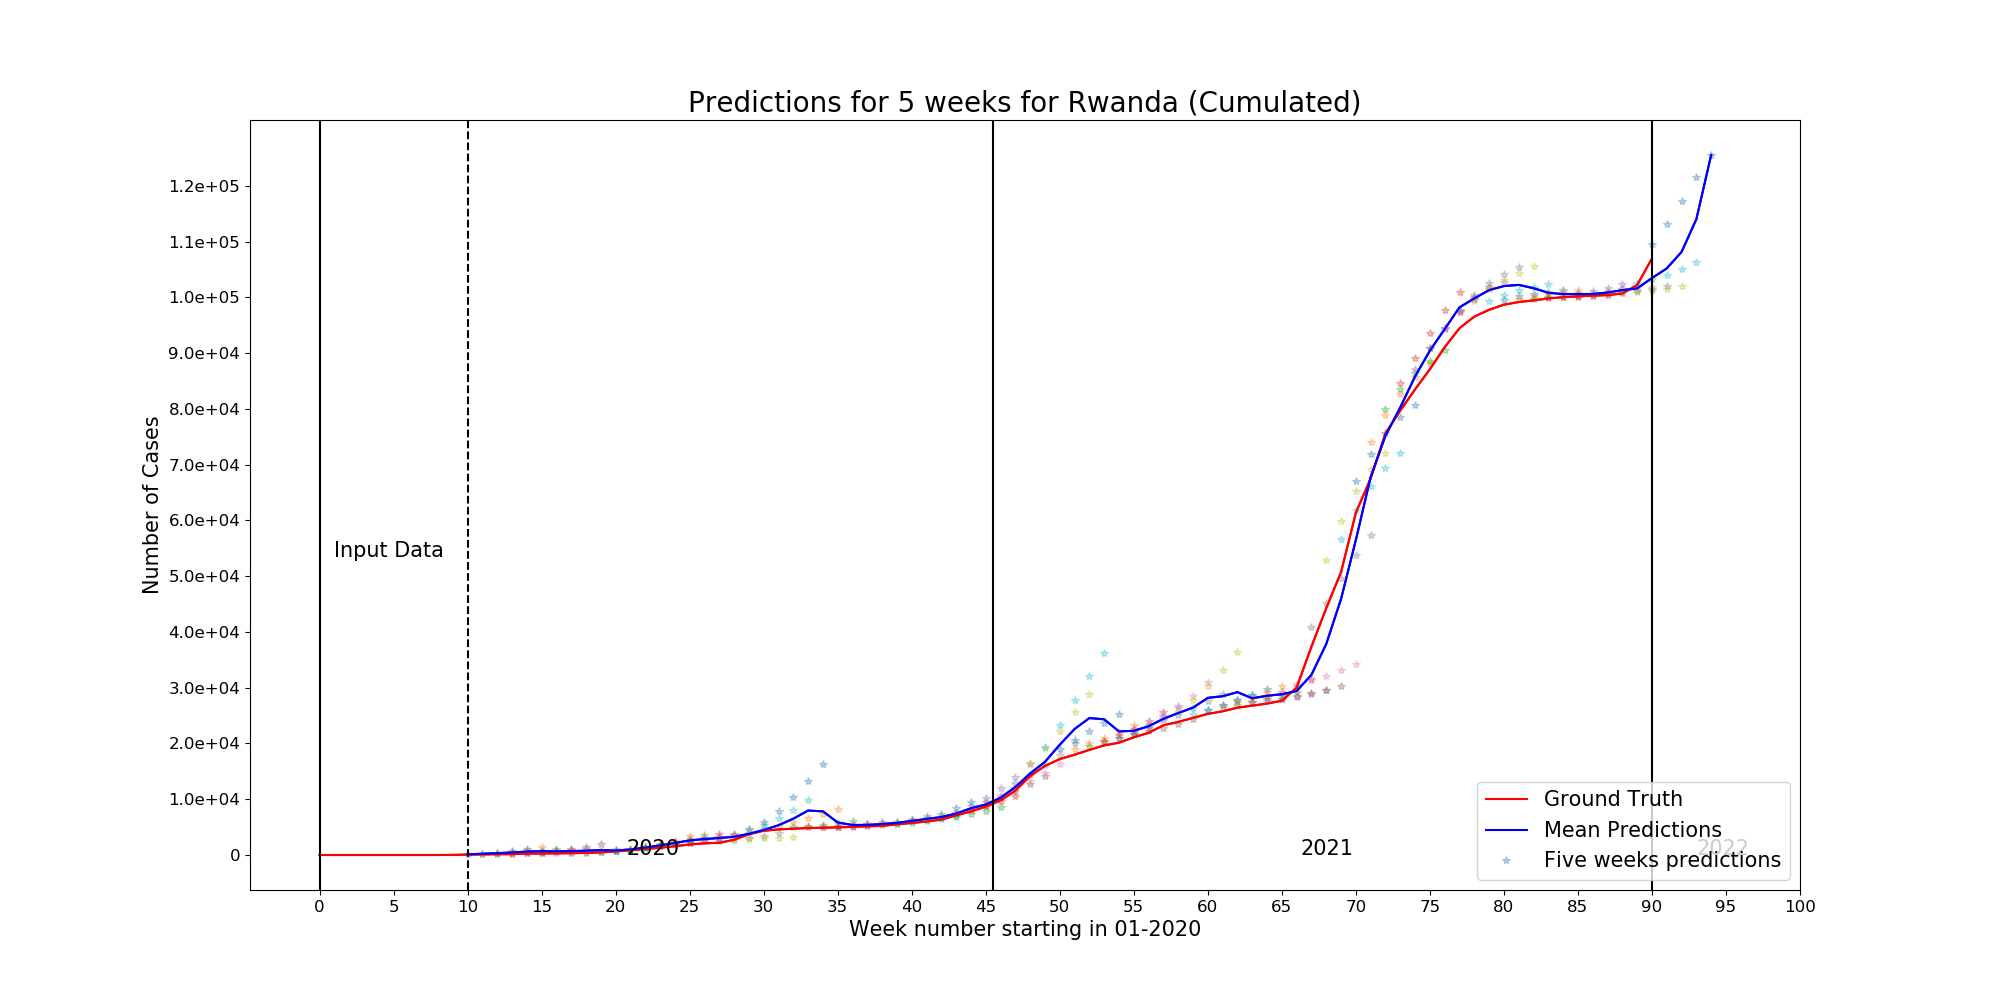 Predictions for 5 weeks for Rwanda (Cumulated)
Number of Cases
1.2e+05
1.1e+05
1.0e+05
9.0e+04
8.0e+04
7.0e+04
6.0e+04
5.0e+04
4.0e+04
3.0e+04
2.0e+04
1.0e+04
0
Input Data
2020
2021
2022
Ground Truth
Mean Predictions
Five weeks predictions
0 5 10 15 20 25 30 35 40 45 50 55 60 65 70 75 80 85 90 95 100
Week number starting in 01-2020